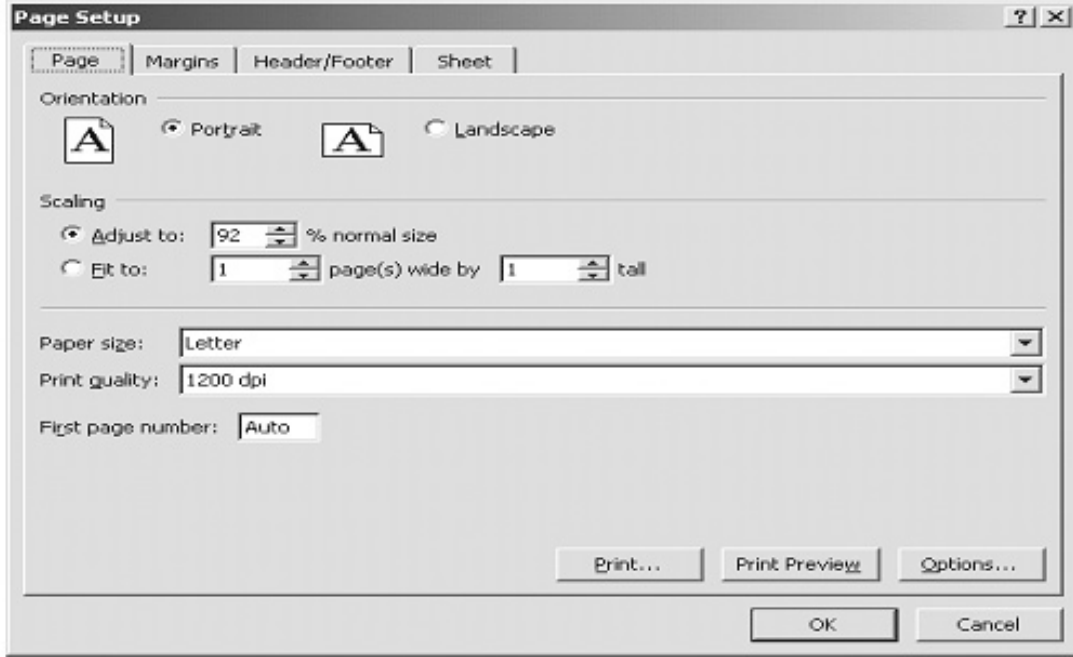 Page Setup ? ×
Page Margins Header/Footer Sheet
Orientation
A Portrait A Landscape
Scaling
Adjust to: 92 % normal size
Fit to: 1 page(s) wide by 1 tall
Paper size: Letter
Print quality: 1200 dpi
First page number: Auto
Print... Print Preview Options...
OK Cancel